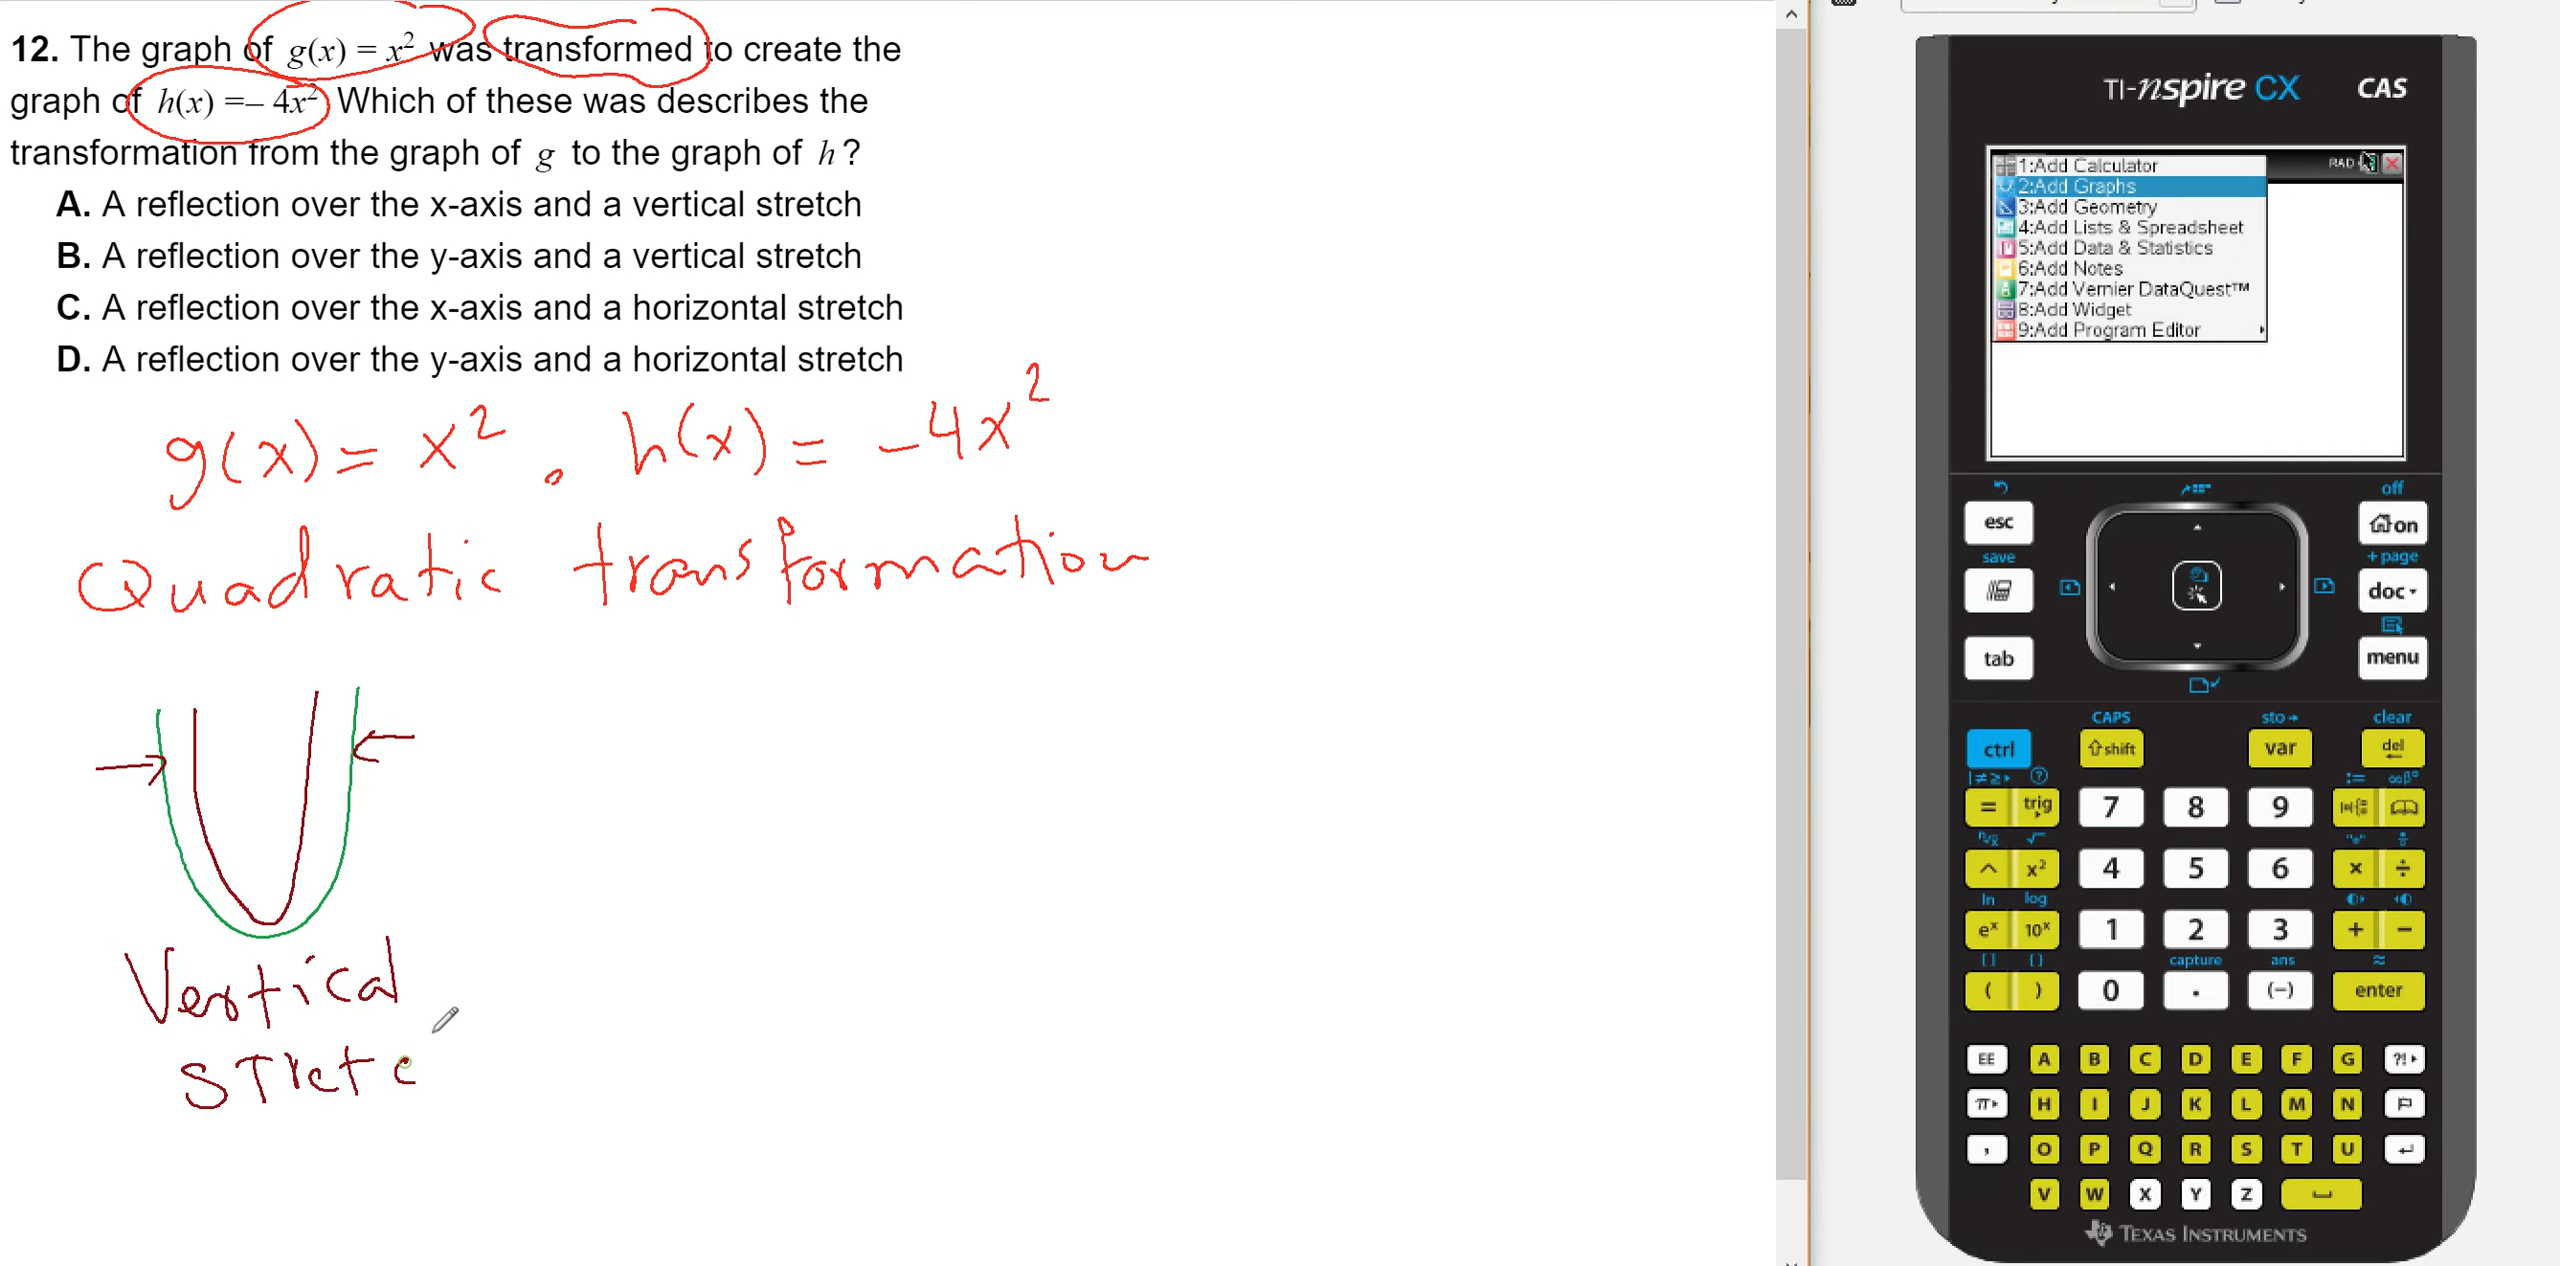 12. The graph of g(x) = x² was transformed to create the
graph of h(x) =– 4x² Which of these was describes the
transformation from the graph of g to the graph of h?
A. A reflection over the x-axis and a vertical stretch
B. A reflection over the y-axis and a vertical stretch
C. A reflection over the x-axis and a horizontal stretch
D. A reflection over the y-axis and a horizontal stretch
g(x) = x² , h(x) = -4x²
Quadratic transformation
Vertical
stretc
TI-nspire CX CAS
RAD
1:Add Calculator
2:Add Graphs
3:Add Geometry
4:Add Lists & Spreadsheet
5:Add Data & Statistics
6:Add Notes
7:Add Vernier DataQuest™
8:Add Widget
9:Add Program Editor
off
esc on
save + page
doc
tab menu
CAPS sto→ clear
ctrl shift var del
|≠≥▸ ? := ∞β°
= trig 7 8 9
ⁿ√x √
^ x² 4 5 6 × ÷
ln log
eˣ 10ˣ 1 2 3 + −
[ ] { } capture ans ≈
( ) 0 . (−) enter
EE A B C D E F G ?!▸
π▸ H I J K L M N
, O P Q R S T U ↵
V W X Y Z
TEXAS INSTRUMENTS